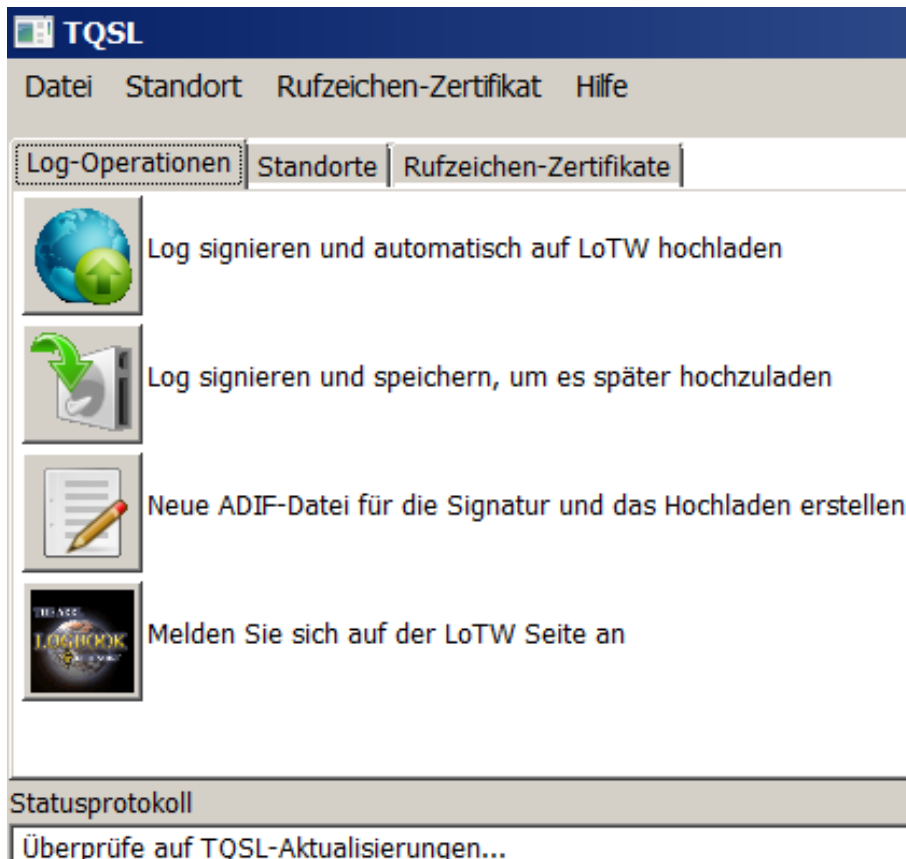 TQSL
Datei Standort Rufzeichen-Zertifikat Hilfe
Log-Operationen Standorte Rufzeichen-Zertifikate
Log signieren und automatisch auf LoTW hochladen
Log signieren und speichern, um es später hochzuladen
Neue ADIF-Datei für die Signatur und das Hochladen erstellen
THE ARRL
LOGBOOK
Melden Sie sich auf der LoTW Seite an
Statusprotokoll
Überprüfe auf TQSL-Aktualisierungen...